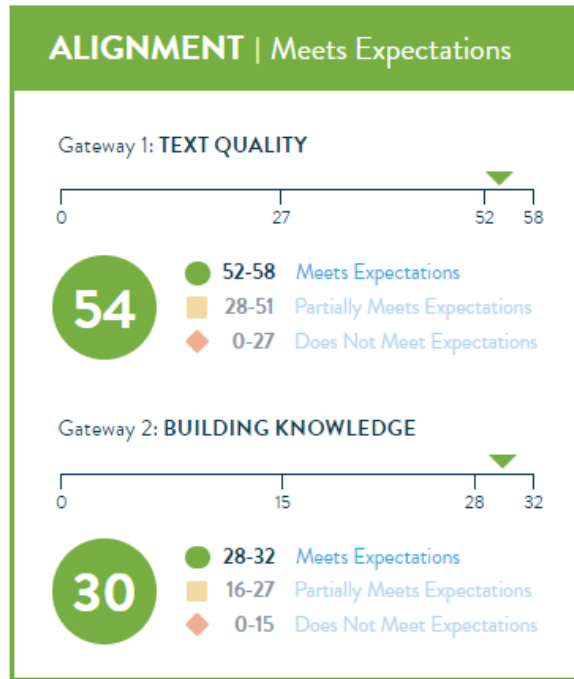 ALIGNMENT | Meets Expectations
Gateway 1: TEXT QUALITY
0 27 52 58
54
52-58 Meets Expectations
28-51 Partially Meets Expectations
0-27 Does Not Meet Expectations
Gateway 2: BUILDING KNOWLEDGE
0 15 28 32
30
28-32 Meets Expectations
16-27 Partially Meets Expectations
0-15 Does Not Meet Expectations